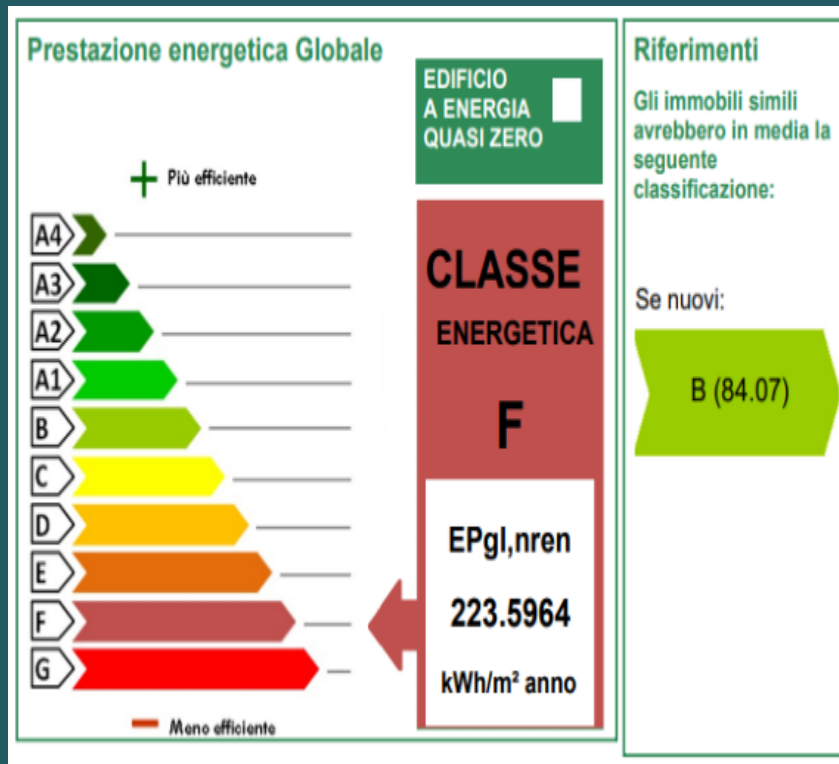 Prestazione energetica Globale
EDIFICIO
A ENERGIA
QUASI ZERO
Più efficiente
A4
A3
A2
A1
B
C
D
E
F
G
Meno efficiente
CLASSE
ENERGETICA
F
EPgl,nren
223.5964
kWh/m² anno
Riferimenti
Gli immobili simili
avrebbero in media la
seguente
classificazione:
Se nuovi:
B (84.07)